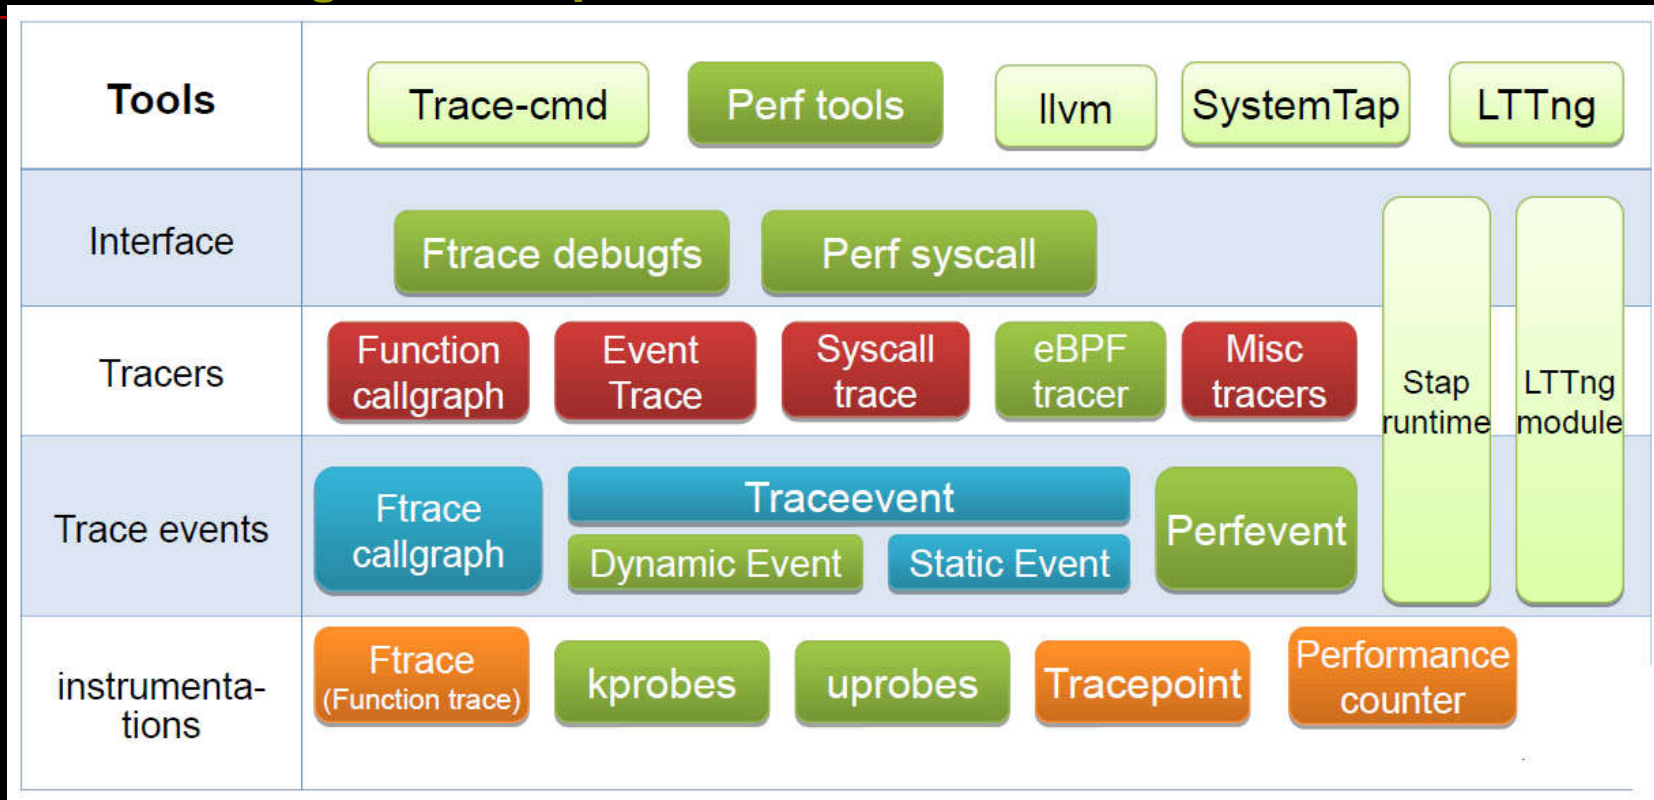 Tools
Trace-cmd
Perf tools
llvm
SystemTap
LTTng
Interface
Ftrace debugfs
Perf syscall
Tracers
Function
callgraph
Event
Trace
Syscall
trace
eBPF
tracer
Misc
tracers
Stap
runtime
LTTng
module
Trace events
Ftrace
callgraph
Traceevent
Dynamic Event
Static Event
Perfevent
instrumenta-
tions
Ftrace
(Function trace)
kprobes
uprobes
Tracepoint
Performance
counter